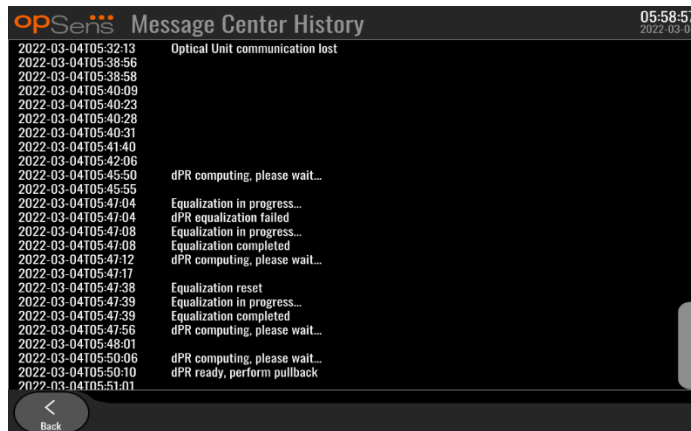 opSens Message Center History
05:58:57
2022-03-0
2022-03-04T05:32:13 Optical Unit communication lost
2022-03-04T05:38:56
2022-03-04T05:38:58
2022-03-04T05:40:09
2022-03-04T05:40:23
2022-03-04T05:40:28
2022-03-04T05:40:31
2022-03-04T05:41:40
2022-03-04T05:42:06
2022-03-04T05:45:50 dPR computing, please wait...
2022-03-04T05:45:55
2022-03-04T05:47:04 Equalization in progress...
2022-03-04T05:47:04 dPR equalization failed
2022-03-04T05:47:08 Equalization in progress...
2022-03-04T05:47:08 Equalization completed
2022-03-04T05:47:12 dPR computing, please wait...
2022-03-04T05:47:17
2022-03-04T05:47:38 Equalization reset
2022-03-04T05:47:39 Equalization in progress...
2022-03-04T05:47:39 Equalization completed
2022-03-04T05:47:56 dPR computing, please wait...
2022-03-04T05:48:01
2022-03-04T05:50:06 dPR computing, please wait...
2022-03-04T05:50:10 dPR ready, perform pullback
2022-03-04T05:51:01
Back